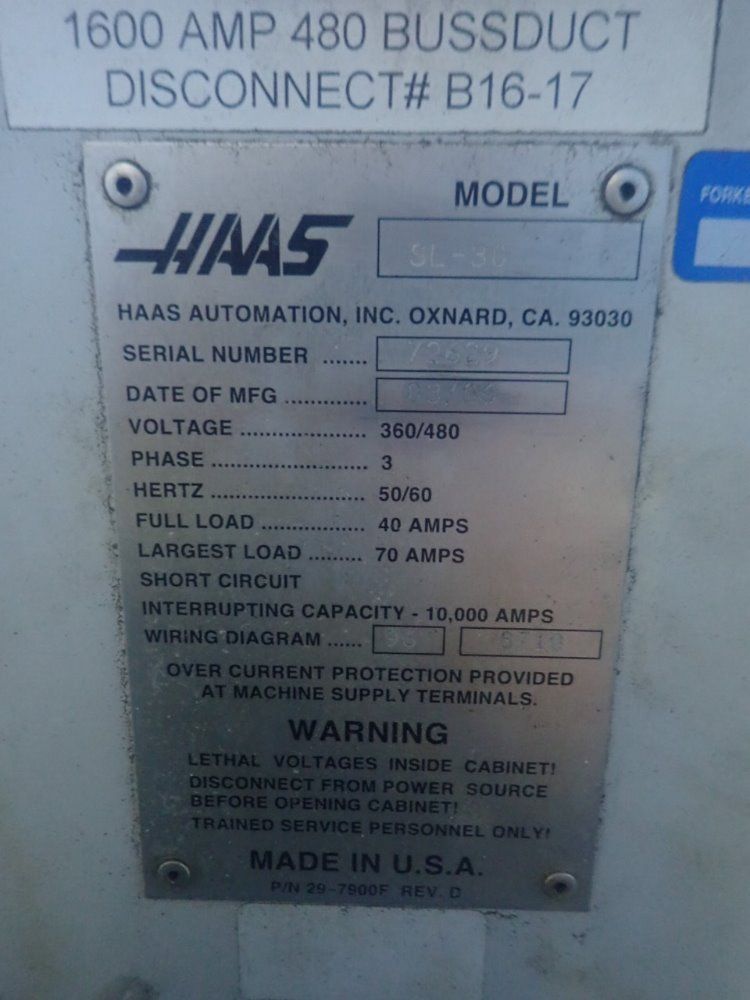 1600 AMP 480 BUSSDUCT
DISCONNECT# B16-17
MODEL
HAAS
HAAS AUTOMATION, INC. OXNARD, CA. 93030
SERIAL NUMBER .......
DATE OF MFG .............
VOLTAGE ................... 360/480
PHASE ........................ 3
HERTZ ........................ 50/60
FULL LOAD ................ 40 AMPS
LARGEST LOAD ......... 70 AMPS
SHORT CIRCUIT
INTERRUPTING CAPACITY - 10,000 AMPS
WIRING DIAGRAM ......
OVER CURRENT PROTECTION PROVIDED
AT MACHINE SUPPLY TERMINALS.
WARNING
LETHAL VOLTAGES INSIDE CABINET!
DISCONNECT FROM POWER SOURCE
BEFORE OPENING CABINET!
TRAINED SERVICE PERSONNEL ONLY!
MADE IN U.S.A.
P/N 29-7900F REV. D